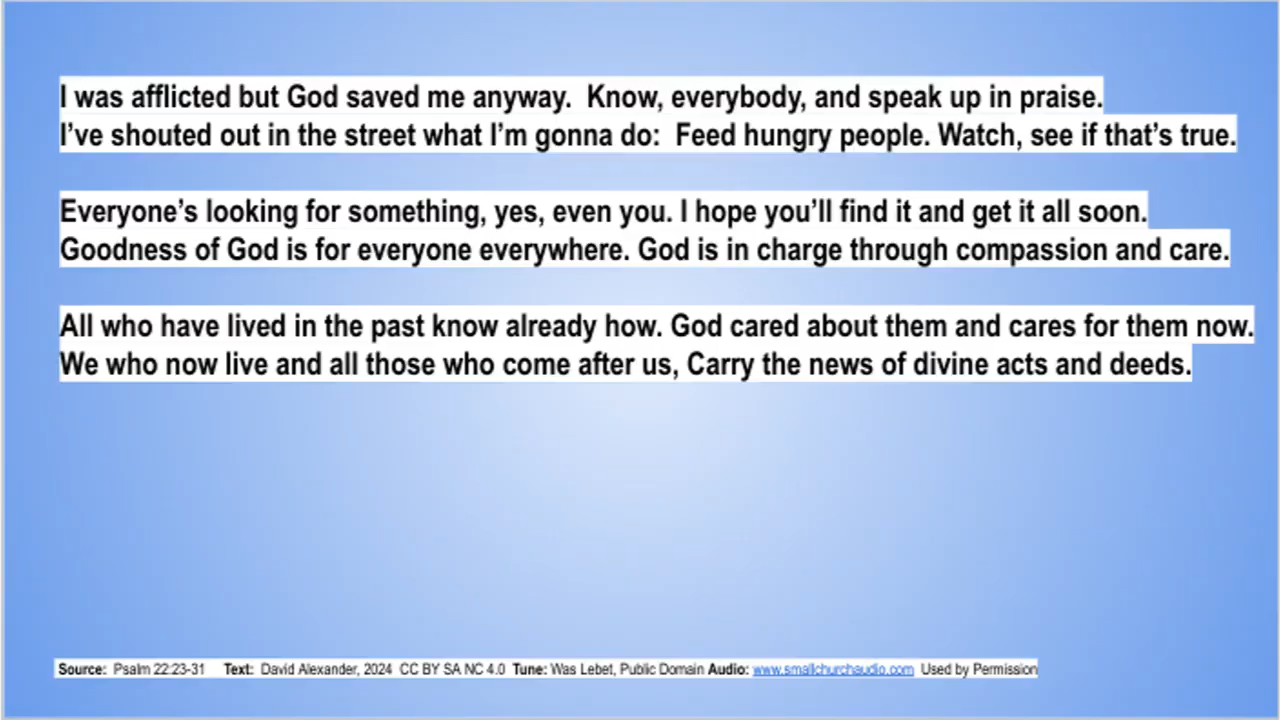 I was afflicted but God saved me anyway.  Know, everybody, and speak up in praise.
I’ve shouted out in the street what I’m gonna do:  Feed hungry people. Watch, see if that’s true.
Everyone’s looking for something, yes, even you. I hope you’ll find it and get it all soon.
Goodness of God is for everyone everywhere. God is in charge through compassion and care.
All who have lived in the past know already how. God cared about them and cares for them now.
We who now live and all those who come after us, Carry the news of divine acts and deeds.
Source:  Psalm 22:23-31     Text:  David Alexander, 2024  CC BY SA NC 4.0  Tune: Was Lebet, Public Domain Audio: www.smallchurchaudio.com  Used by Permission